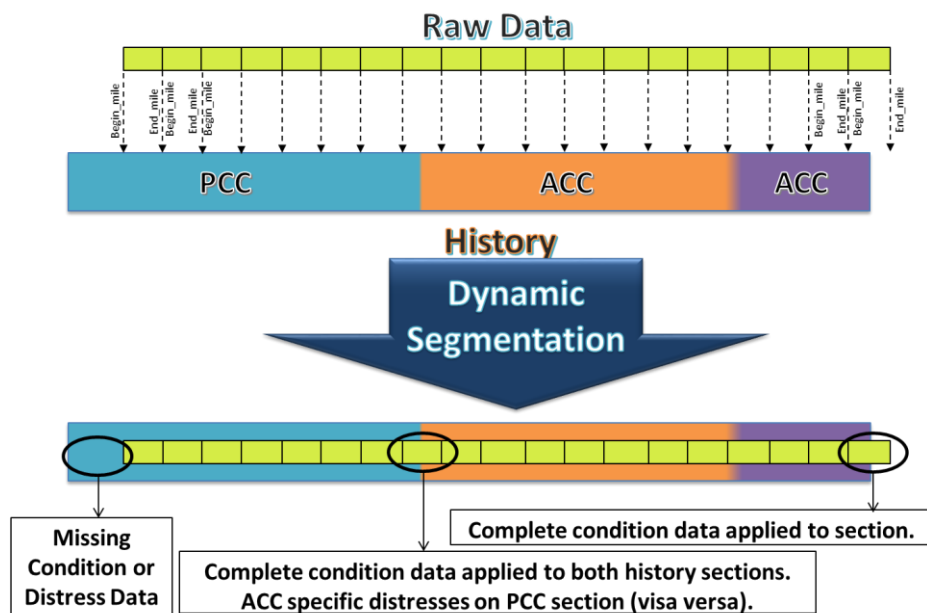 Raw Data
Begin_mile
End_mile
Begin_mile
End_mile
Begin_mile
Begin_mile
End_mile
Begin_mile
End_mile
PCC
ACC
ACC
History
Dynamic
Segmentation
Missing
Condition or
Distress Data
Complete condition data applied to both history sections.
ACC specific distresses on PCC section (visa versa).
Complete condition data applied to section.